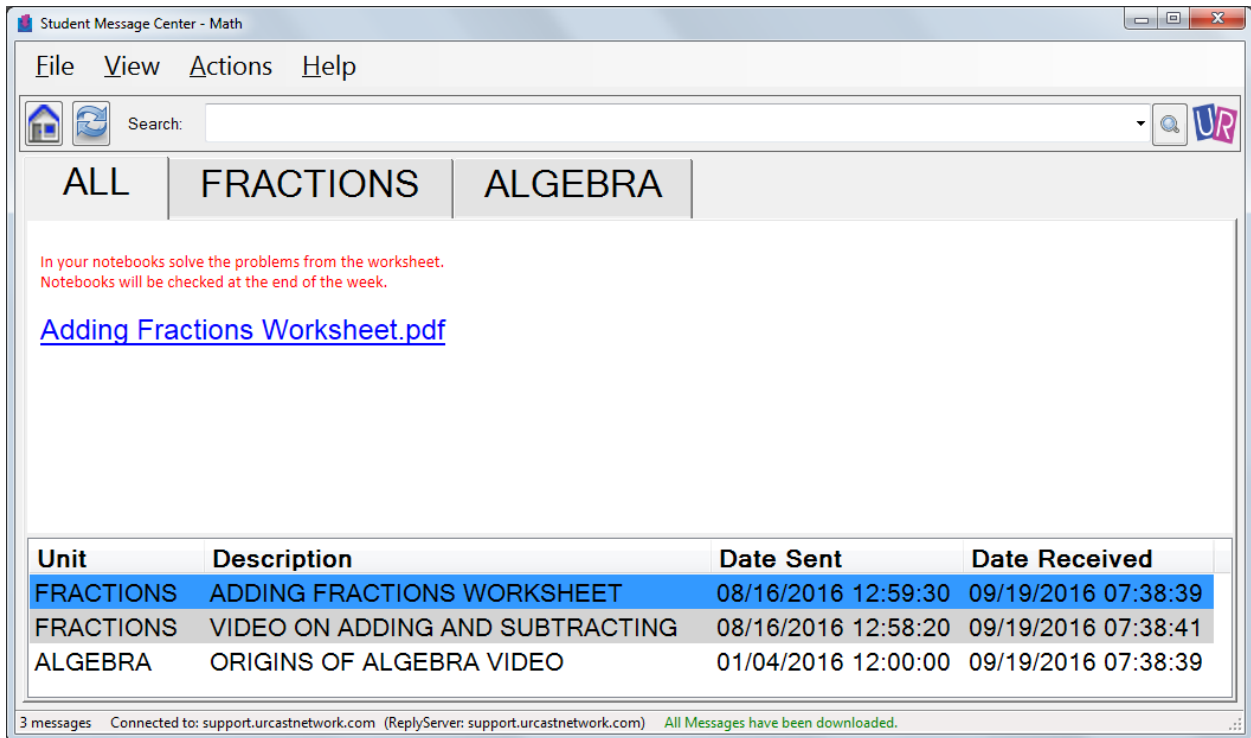 Student Message Center - Math
File View Actions Help
Search:
UR
ALL FRACTIONS ALGEBRA
In your notebooks solve the problems from the worksheet.
Notebooks will be checked at the end of the week.
Adding Fractions Worksheet.pdf
Unit Description Date Sent Date Received
FRACTIONS ADDING FRACTIONS WORKSHEET 08/16/2016 12:59:30 09/19/2016 07:38:39
FRACTIONS VIDEO ON ADDING AND SUBTRACTING 08/16/2016 12:58:20 09/19/2016 07:38:41
ALGEBRA ORIGINS OF ALGEBRA VIDEO 01/04/2016 12:00:00 09/19/2016 07:38:39
3 messages Connected to: support.urcastnetwork.com (ReplyServer: support.urcastnetwork.com) All Messages have been downloaded.